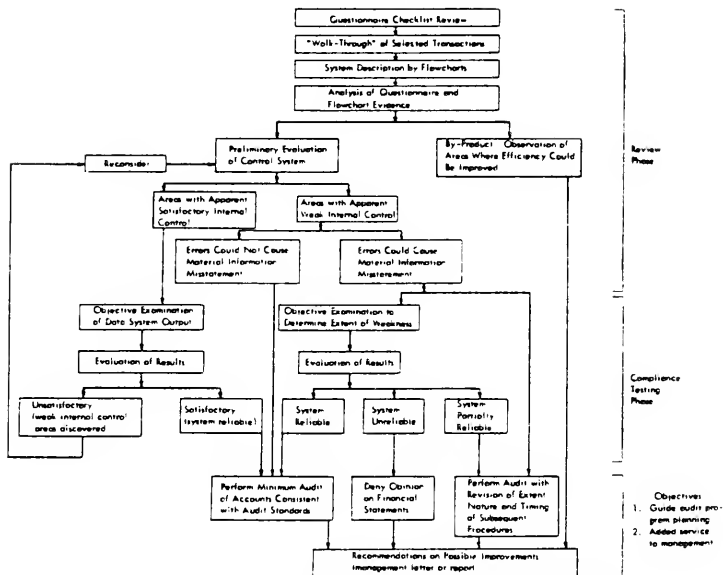 Questionnaire Checklist Review
"Walk-Through" of Selected Transactions
System Description by Flowcharts
Analysis of Questionnaire and
Flowchart Evidence
Reconsider
Preliminary Evaluation
of Control System
By-Product Observation of
Areas Where Efficiency Could
Be Improved
Review
Phase
Areas with Apparent
Satisfactory Internal
Control
Areas with Apparent
Weak Internal Control
Errors Could Not Cause
Material Information
Misstatement
Errors Could Cause
Material Information
Misstatement
Objective Examination
of Data System Output
Objective Examination to
Determine Extent of Weakness
Evaluation of Results
Evaluation of Results
Compliance
Testing
Phase
Unsatisfactory
(weak internal control
areas discovered
Satisfactory
(system reliable)
System
Reliable
System
Unreliable
System
Partially
Reliable
Perform Minimum Audit
of Accounts Consistent
with Audit Standards
Deny Opinion
on Financial
Statements
Perform Audit with
Revision of Extent
Nature and Timing
of Subsequent
Procedures
Objectives
1. Guide audit pro-
gram planning
2. Added service
to management
Recommendations on Possible Improvements
(management letter or report